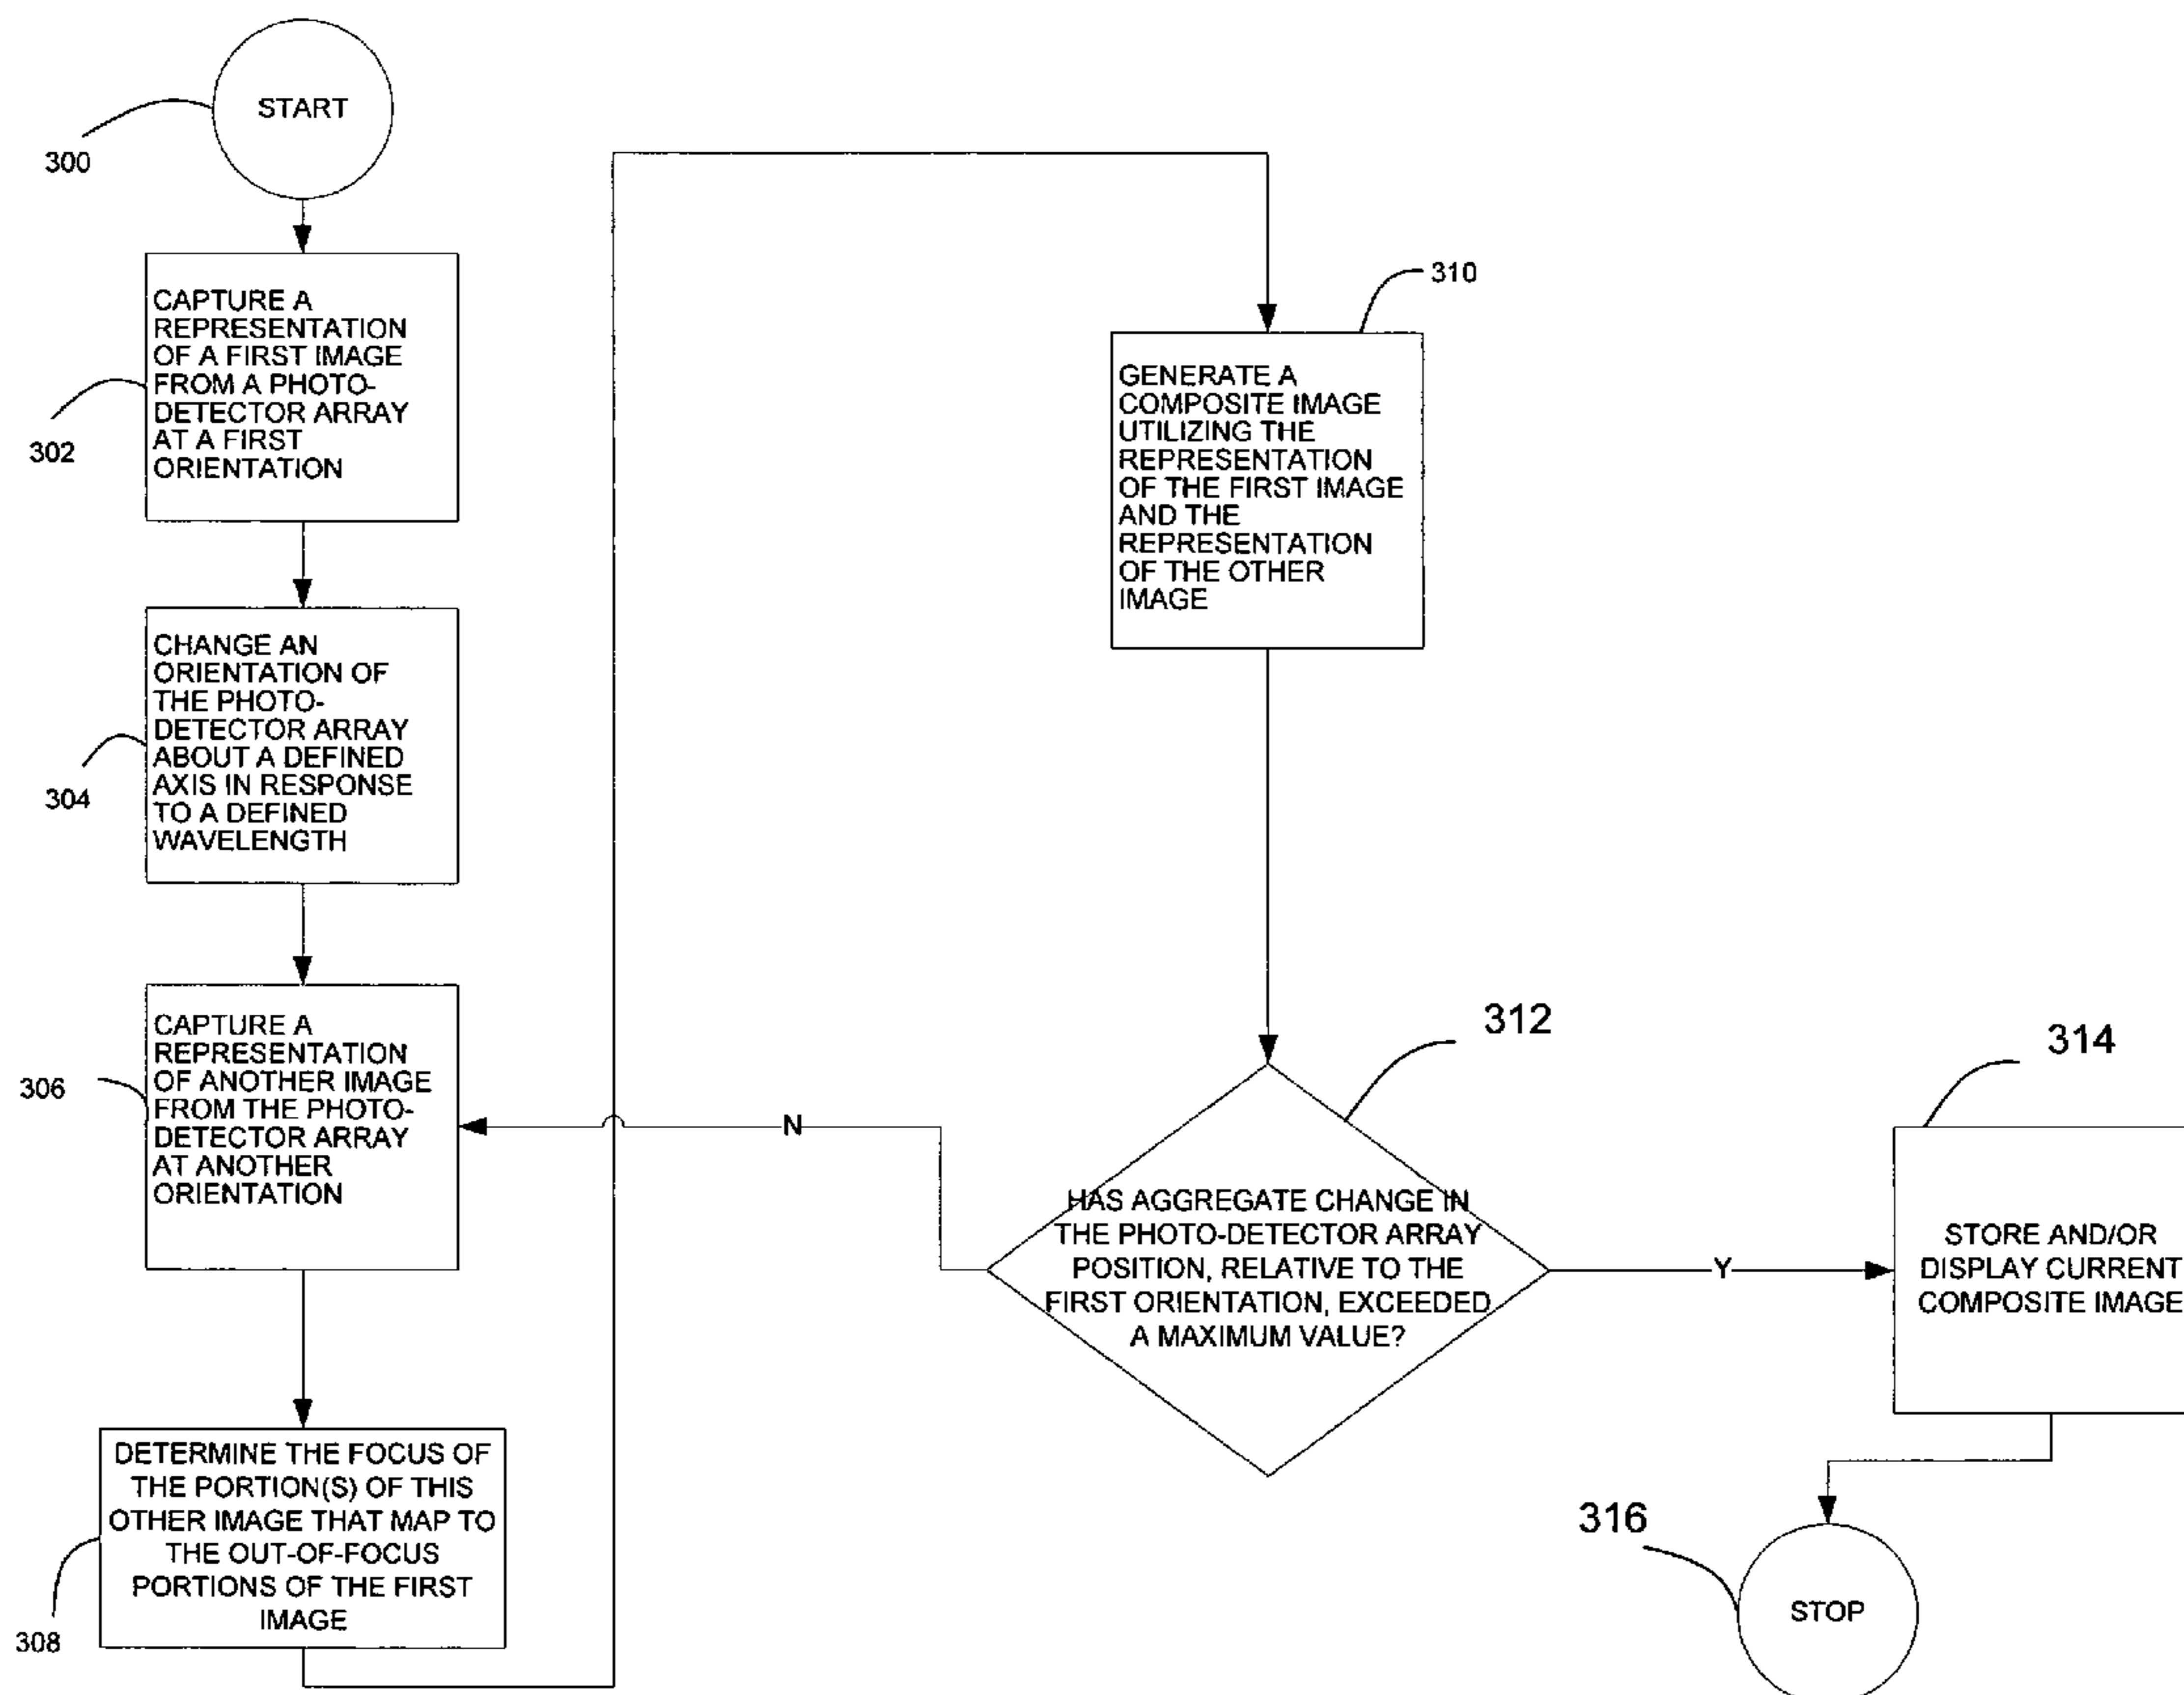 START
300
CAPTURE A
REPRESENTATION
OF A FIRST IMAGE
FROM A PHOTO-
DETECTOR ARRAY
AT A FIRST
ORIENTATION
302
CHANGE AN
ORIENTATION OF
THE PHOTO-
DETECTOR ARRAY
ABOUT A DEFINED
AXIS IN RESPONSE
TO A DEFINED
WAVELENGTH
304
CAPTURE A
REPRESENTATION
OF ANOTHER IMAGE
FROM THE PHOTO-
DETECTOR ARRAY
AT ANOTHER
ORIENTATION
306
DETERMINE THE FOCUS OF
THE PORTION(S) OF THIS
OTHER IMAGE THAT MAP TO
THE OUT-OF-FOCUS
PORTIONS OF THE FIRST
IMAGE
308
310
GENERATE A
COMPOSITE IMAGE
UTILIZING THE
REPRESENTATION
OF THE FIRST IMAGE
AND THE
REPRESENTATION
OF THE OTHER
IMAGE
312
HAS AGGREGATE CHANGE IN
THE PHOTO-DETECTOR ARRAY
POSITION, RELATIVE TO THE
FIRST ORIENTATION, EXCEEDED
A MAXIMUM VALUE?
N
Y
314
STORE AND/OR
DISPLAY CURRENT
COMPOSITE IMAGE
316
STOP